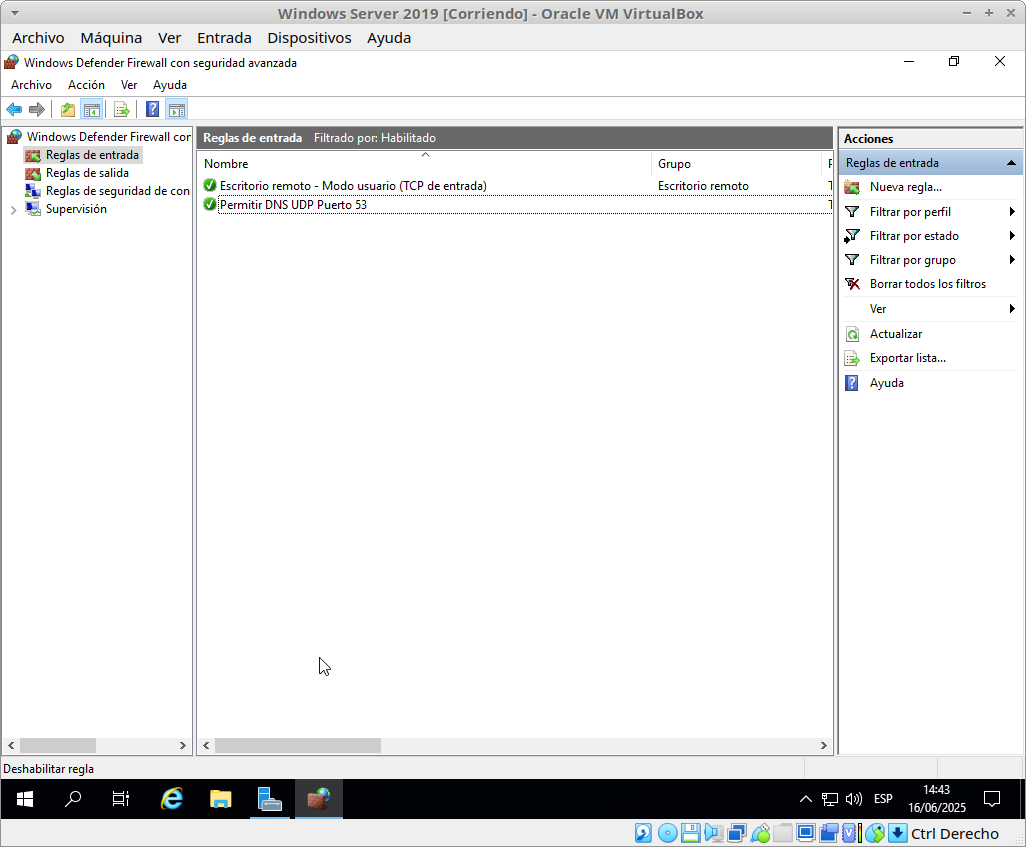 Windows Server 2019 [Corriendo] - Oracle VM VirtualBox
Archivo Máquina Ver Entrada Dispositivos Ayuda
Windows Defender Firewall con seguridad avanzada
Archivo Acción Ver Ayuda
Windows Defender Firewall con
Reglas de entrada
Reglas de salida
Reglas de seguridad de con
Supervisión
Reglas de entrada Filtrado por: Habilitado
Nombre Grupo
Escritorio remoto - Modo usuario (TCP de entrada) Escritorio remoto
Permitir DNS UDP Puerto 53
Acciones
Reglas de entrada
Nueva regla...
Filtrar por perfil
Filtrar por estado
Filtrar por grupo
Borrar todos los filtros
Ver
Actualizar
Exportar lista...
Ayuda
Deshabilitar regla
ESP
14:43
16/06/2025
Ctrl Derecho